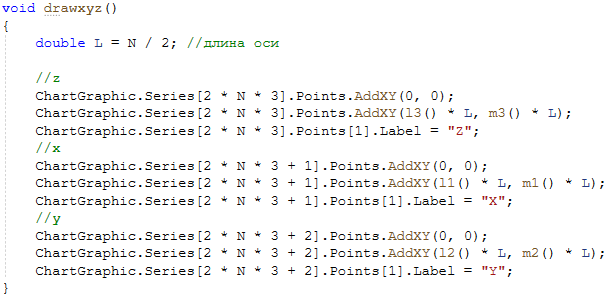 void drawxyz()
{
double L = N / 2; //длина оси
//z
ChartGraphic.Series[2 * N * 3].Points.AddXY(0, 0);
ChartGraphic.Series[2 * N * 3].Points.AddXY(l3() * L, m3() * L);
ChartGraphic.Series[2 * N * 3].Points[1].Label = "Z";
//x
ChartGraphic.Series[2 * N * 3 + 1].Points.AddXY(0, 0);
ChartGraphic.Series[2 * N * 3 + 1].Points.AddXY(l1() * L, m1() * L);
ChartGraphic.Series[2 * N * 3 + 1].Points[1].Label = "X";
//y
ChartGraphic.Series[2 * N * 3 + 2].Points.AddXY(0, 0);
ChartGraphic.Series[2 * N * 3 + 2].Points.AddXY(l2() * L, m2() * L);
ChartGraphic.Series[2 * N * 3 + 2].Points[1].Label = "Y";
}